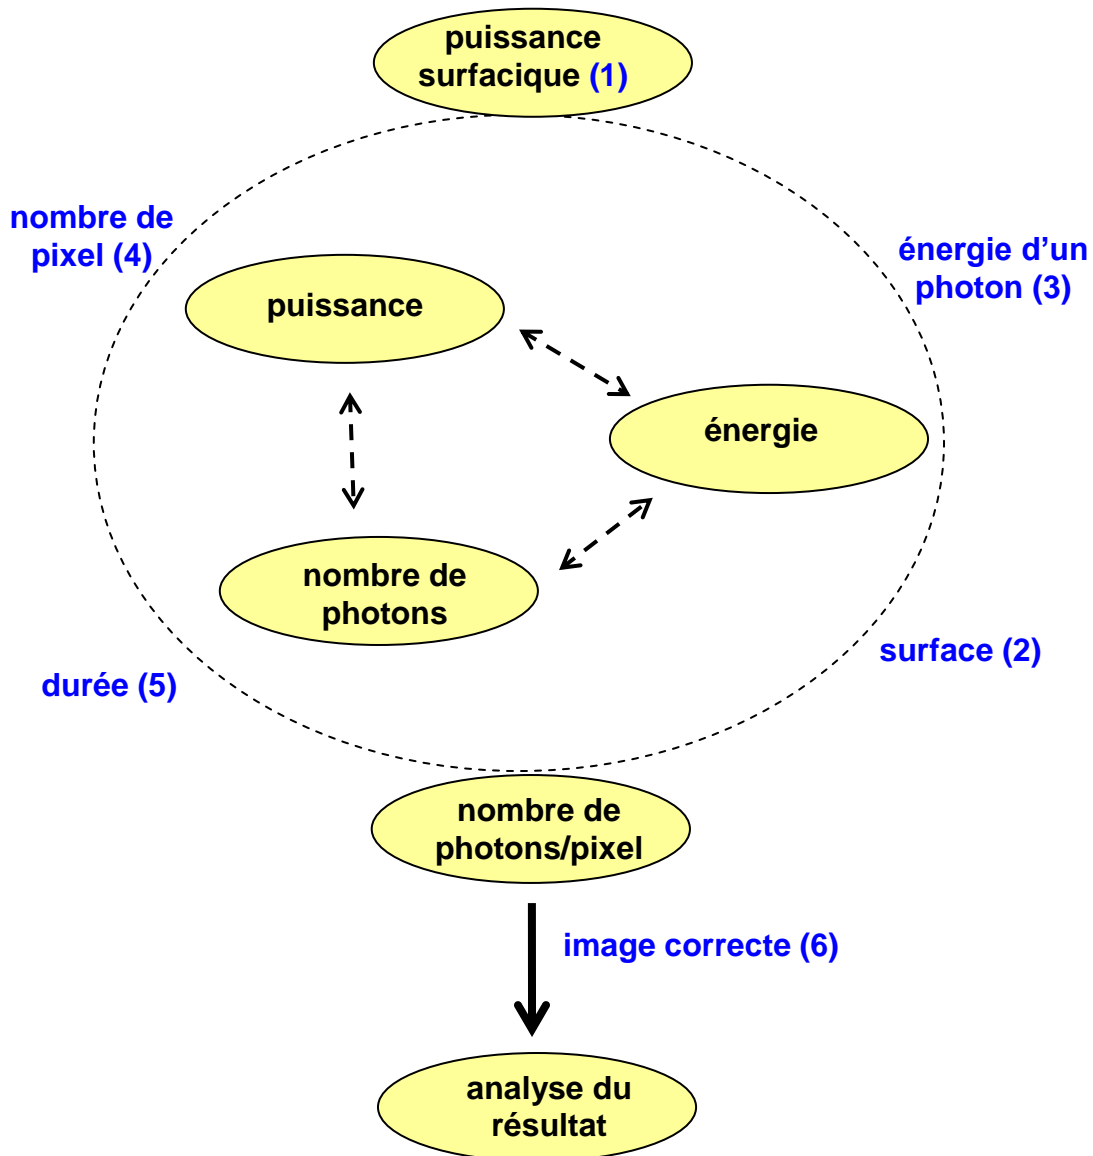 puissance
surfacique (1)
nombre de
pixel (4)
énergie d’un
photon (3)
puissance
énergie
nombre de
photons
surface (2)
durée (5)
nombre de
photons/pixel
image correcte (6)
analyse du
résultat